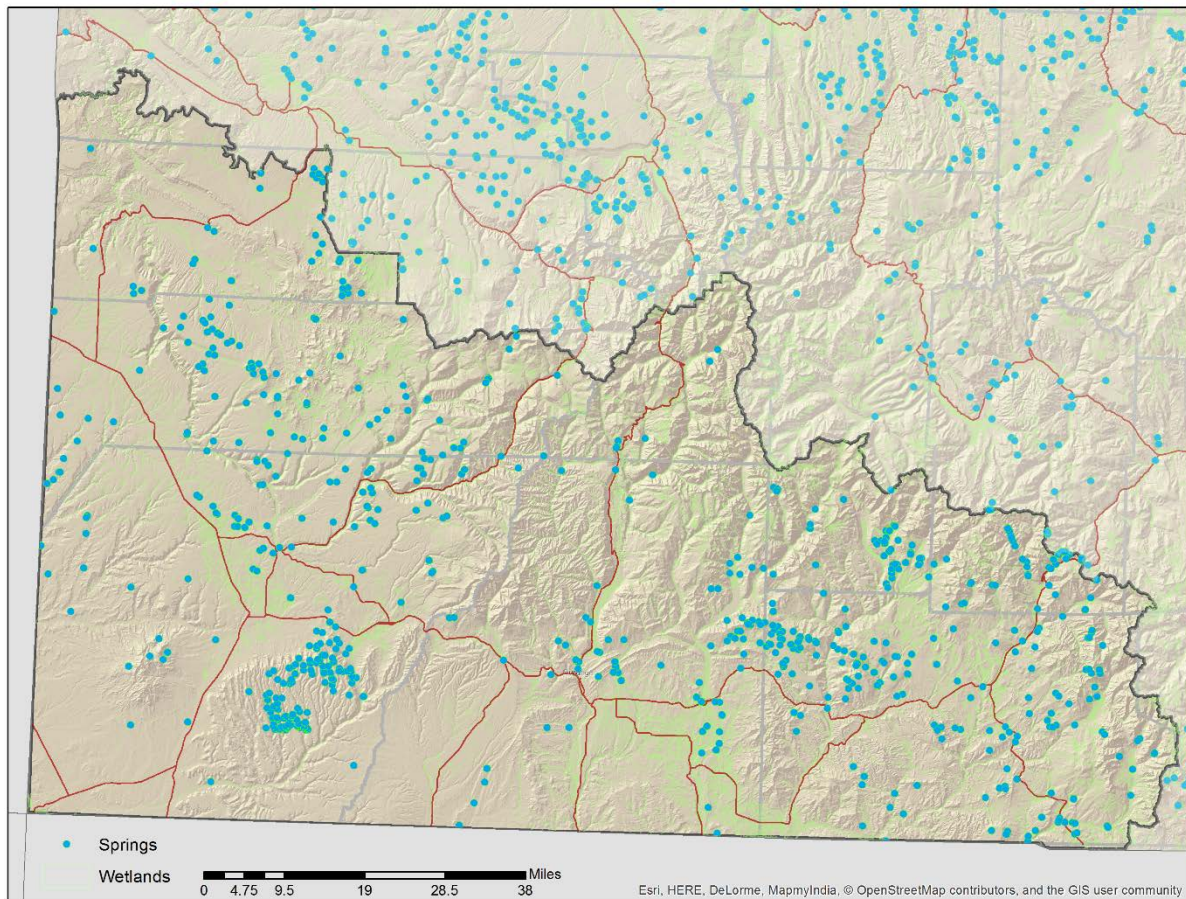 Springs
Wetlands
Miles
0 4.75 9.5 19 28.5 38
Esri, HERE, DeLorme, MapmyIndia, © OpenStreetMap contributors, and the GIS user community